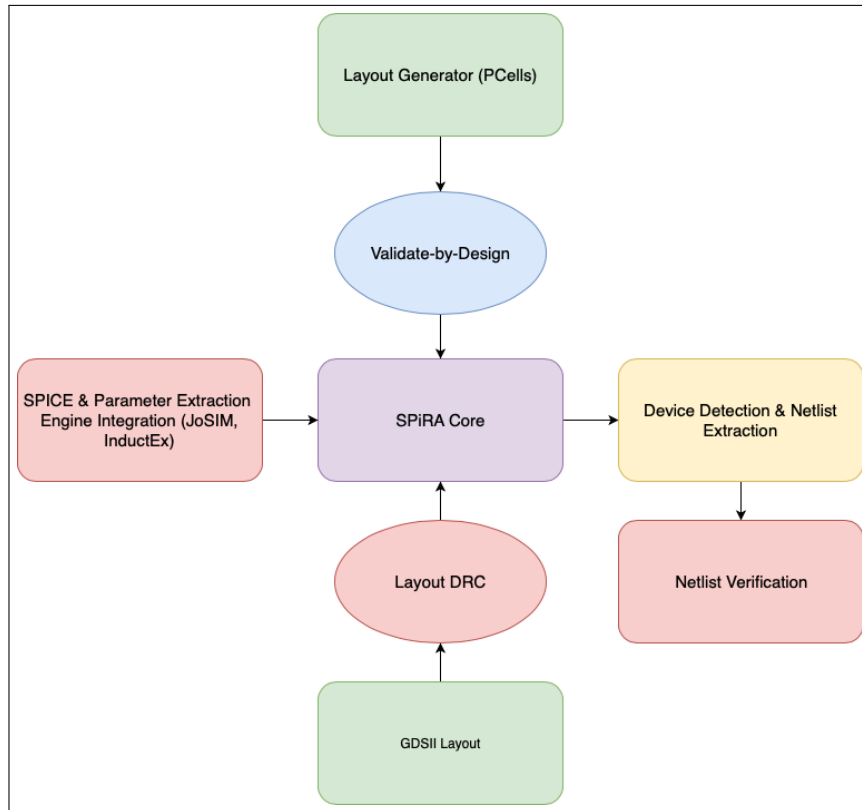 Layout Generator (PCells)
Validate-by-Design
SPICE & Parameter Extraction
Engine Integration (JoSIM,
InductEx)
SPiRA Core
Device Detection & Netlist
Extraction
Layout DRC
Netlist Verification
GDSII Layout